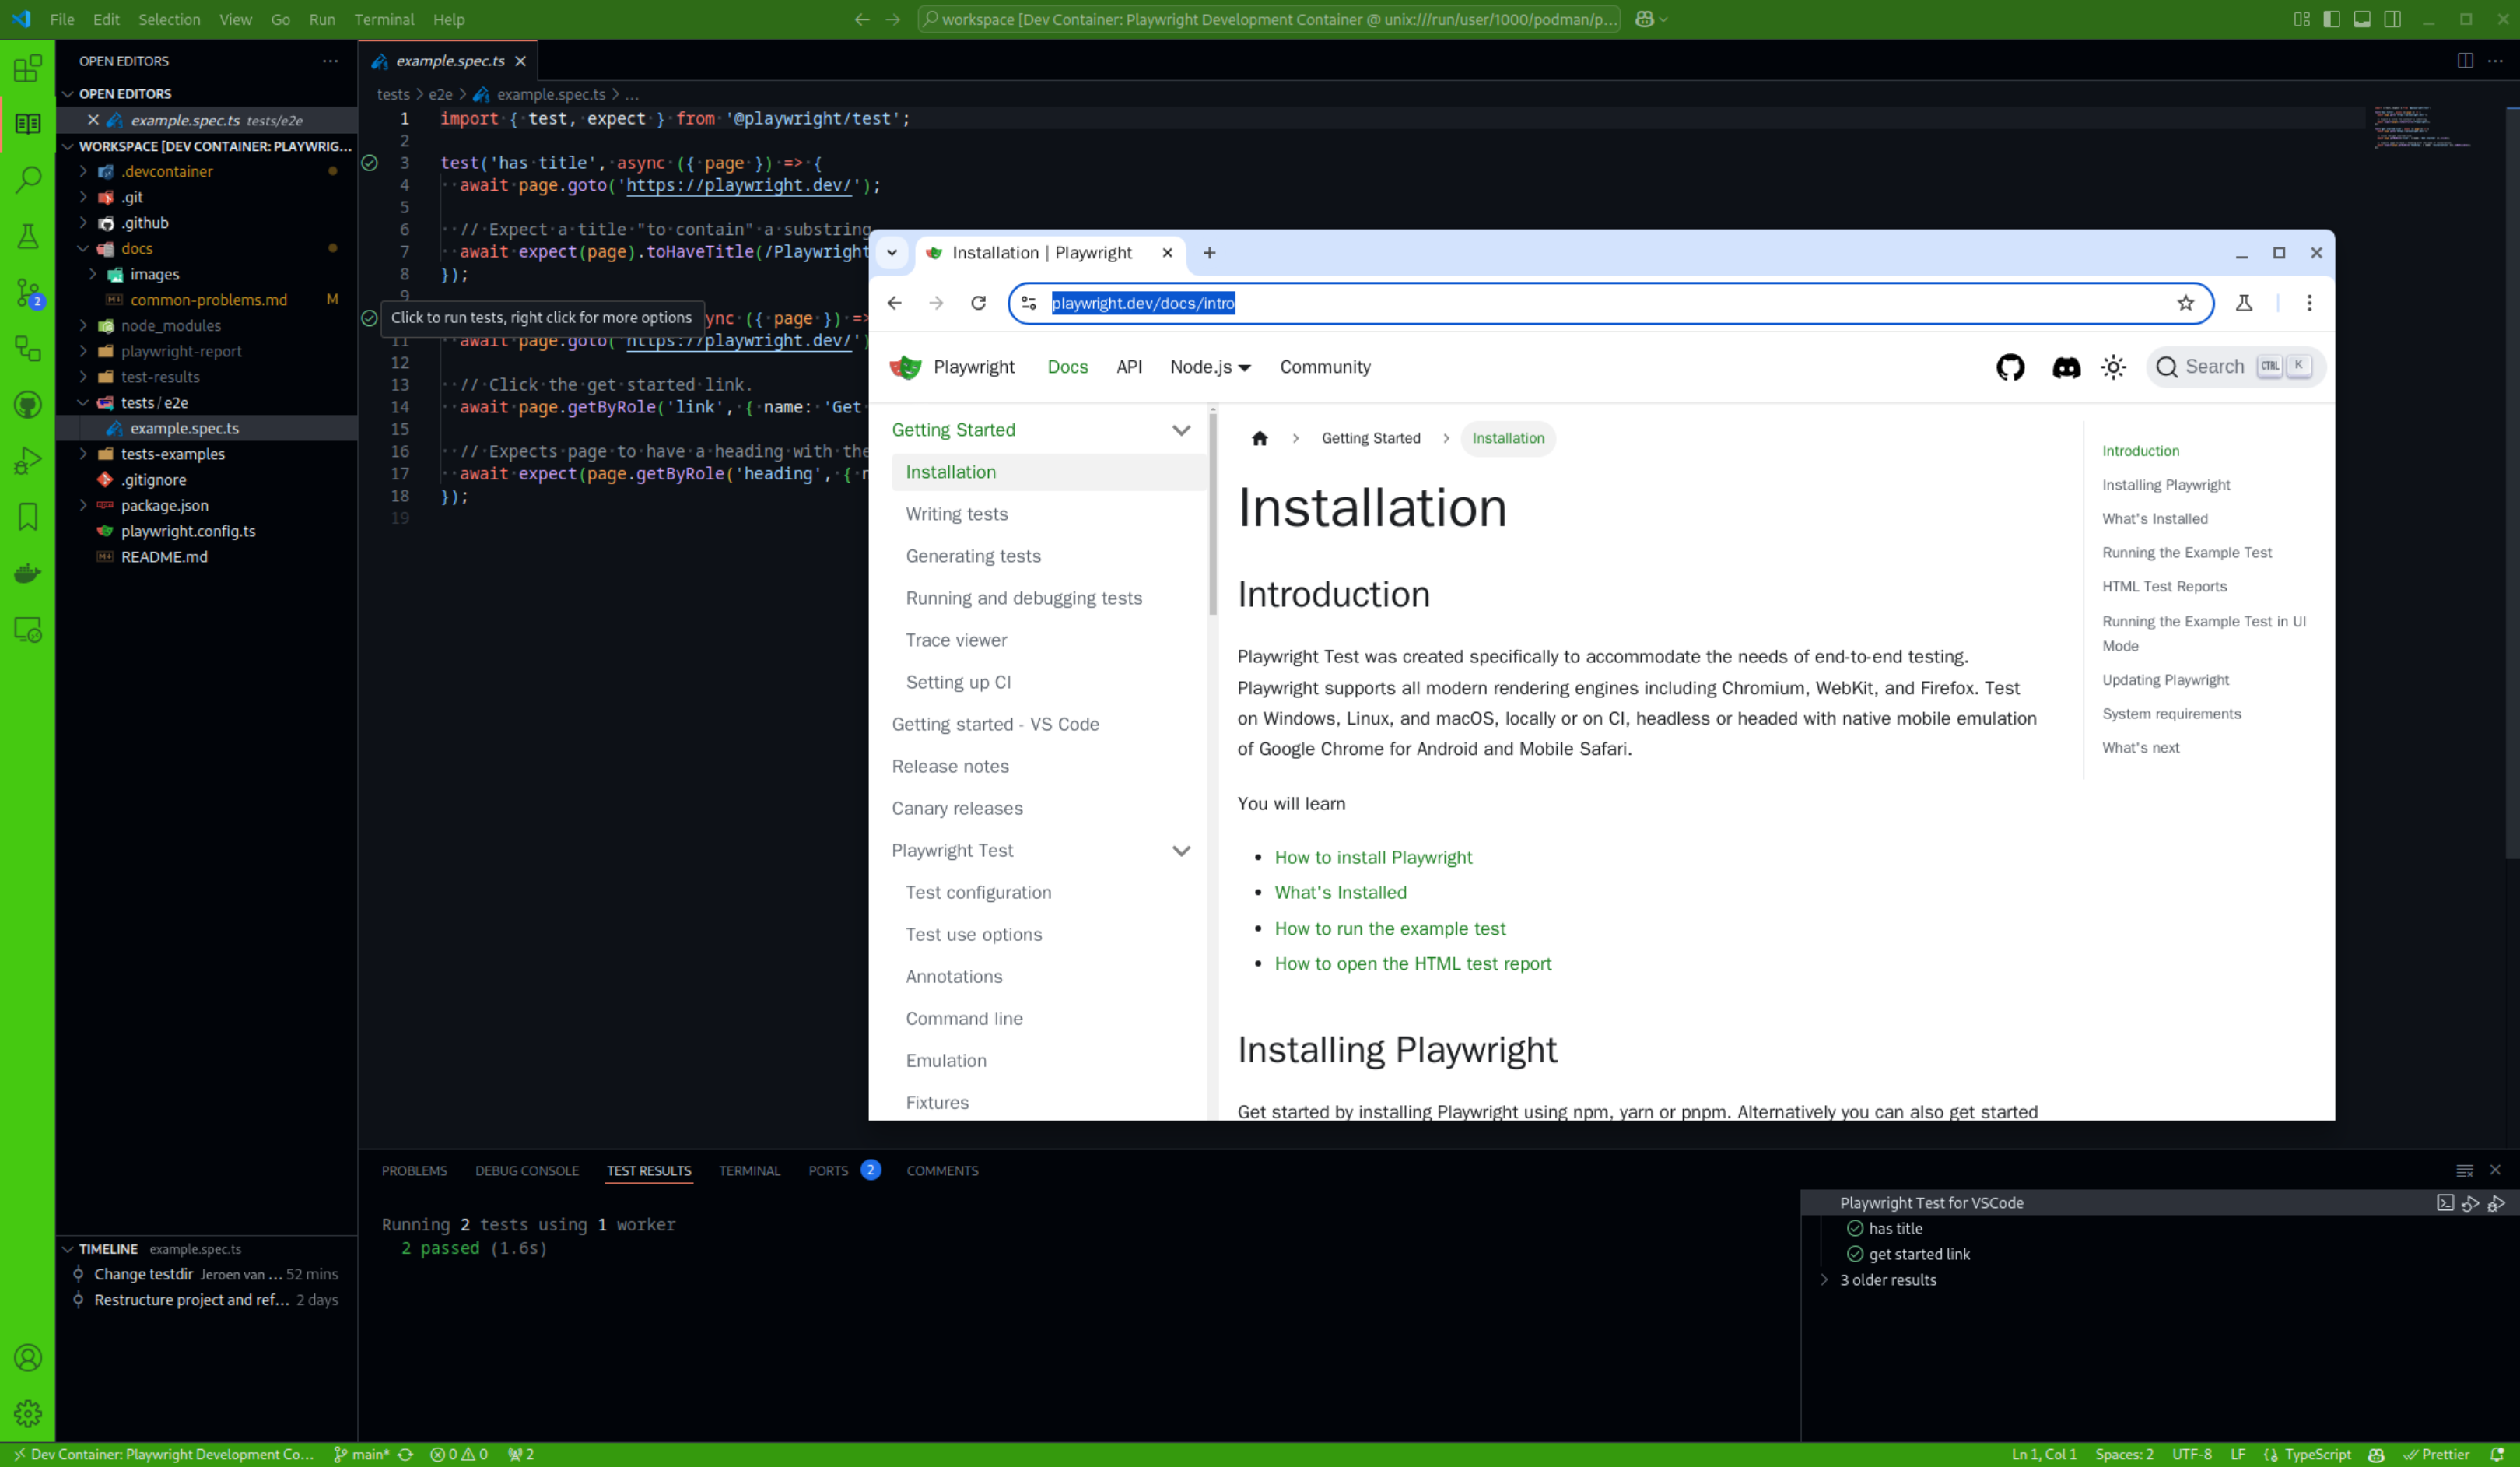 File Edit Selection View Go Run Terminal Help
workspace [Dev Container: Playwright Development Container @ unix:///run/user/1000/podman/p...
OPEN EDITORS
OPEN EDITORS
example.spec.ts tests/e2e
WORKSPACE [DEV CONTAINER: PLAYWRIG...
.devcontainer
.git
.github
docs
images
common-problems.md M
node_modules
playwright-report
test-results
tests/e2e
example.spec.ts
tests-examples
.gitignore
package.json
playwright.config.ts
README.md
TIMELINE example.spec.ts
Change testdir Jeroen van ... 52 mins
Restructure project and ref... 2 days
2
example.spec.ts
tests > e2e > example.spec.ts > ...
1 import { test, expect } from '@playwright/test';
2
3 test('has title', async ({ page }) => {
4 await page.goto('https://playwright.dev/');
5
6 // Expect a title "to contain" a substring
7 await expect(page).toHaveTitle(/Playwright
8 });
9
Click to run tests, right click for more options
ync ({ page }) =>
11 await page.goto('https://playwright.dev/')
12
13 // Click the get started link.
14 await page.getByRole('link', { name: 'Get
15
16 // Expects page to have a heading with the
17 await expect(page.getByRole('heading', {
18 });
19
Installation | Playwright
playwright.dev/docs/intro
Playwright Docs API Node.js Community
Search CTRL K
Getting Started
Installation
Writing tests
Generating tests
Running and debugging tests
Trace viewer
Setting up CI
Getting started - VS Code
Release notes
Canary releases
Playwright Test
Test configuration
Test use options
Annotations
Command line
Emulation
Fixtures
Getting Started > Installation
Installation
Introduction
Playwright Test was created specifically to accommodate the needs of end-to-end testing.
Playwright supports all modern rendering engines including Chromium, WebKit, and Firefox. Test
on Windows, Linux, and macOS, locally or on CI, headless or headed with native mobile emulation
of Google Chrome for Android and Mobile Safari.
You will learn
• How to install Playwright
• What's Installed
• How to run the example test
• How to open the HTML test report
Installing Playwright
Get started by installing Playwright using npm, yarn or pnpm. Alternatively you can also get started
Introduction
Installing Playwright
What's Installed
Running the Example Test
HTML Test Reports
Running the Example Test in UI
Mode
Updating Playwright
System requirements
What's next
PROBLEMS DEBUG CONSOLE TEST RESULTS TERMINAL PORTS 2 COMMENTS
Running 2 tests using 1 worker
2 passed (1.6s)
Playwright Test for VSCode
has title
get started link
3 older results
Dev Container: Playwright Development Co... main* 0 0 2
Ln 1, Col 1 Spaces: 2 UTF-8 LF TypeScript Prettier